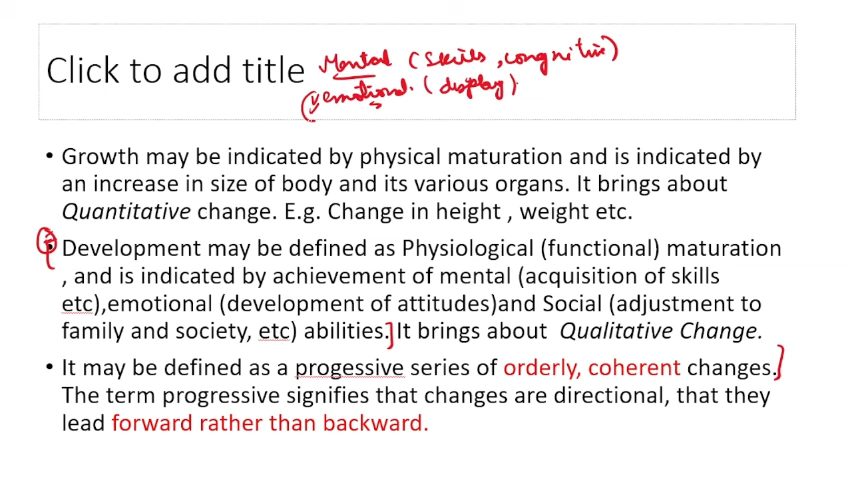 Click to add title Mental (skills, congnitive)
emotional. (display)
• Growth may be indicated by physical maturation and is indicated by
an increase in size of body and its various organs. It brings about
Quantitative change. E.g. Change in height , weight etc.
• Development may be defined as Physiological (functional) maturation
, and is indicated by achievement of mental (acquisition of skills
etc),emotional (development of attitudes)and Social (adjustment to
family and society, etc) abilities. It brings about Qualitative Change.
• It may be defined as a progessive series of orderly, coherent changes.
The term progressive signifies that changes are directional, that they
lead forward rather than backward.